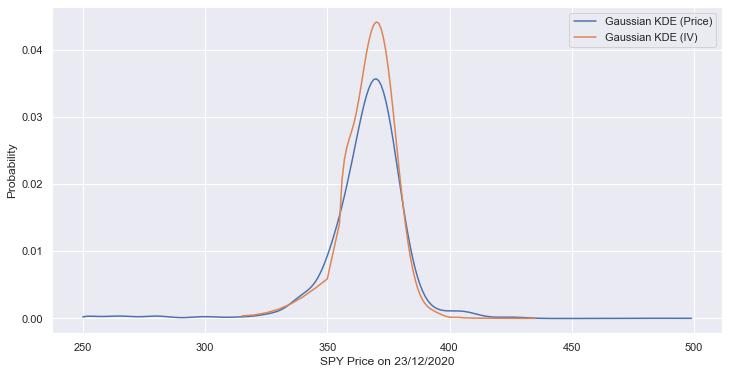 Gaussian KDE (Price)
Gaussian KDE (IV)
Probability
0.04
0.03
0.02
0.01
0.00
250
300
350
400
450
500
SPY Price on 23/12/2020